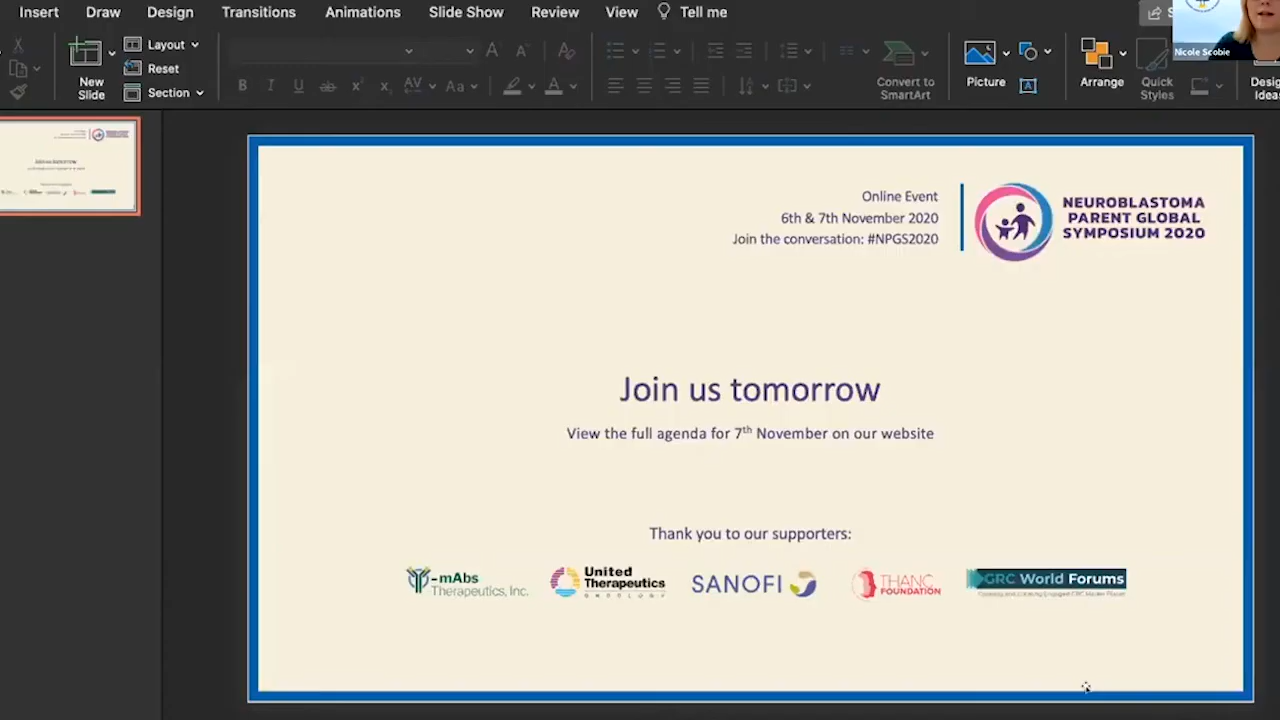 Insert Draw Design Transitions Animations Slide Show Review View Tell me
Nicole Scobie
Layout
Reset
Section
New
Slide
Aa
Convert to
SmartArt
Picture
Arrange
Quick
Styles
Online Event
6th & 7th November 2020
Join the conversation: #NPGS2020
NEUROBLASTOMA
PARENT GLOBAL
SYMPOSIUM 2020
Join us tomorrow
View the full agenda for 7th November on our website
Thank you to our supporters:
Y-mAbs
Therapeutics, Inc.
United
Therapeutics
ONCOLOGY
SANOFI
THANC
FOUNDATION
GRC World Forums